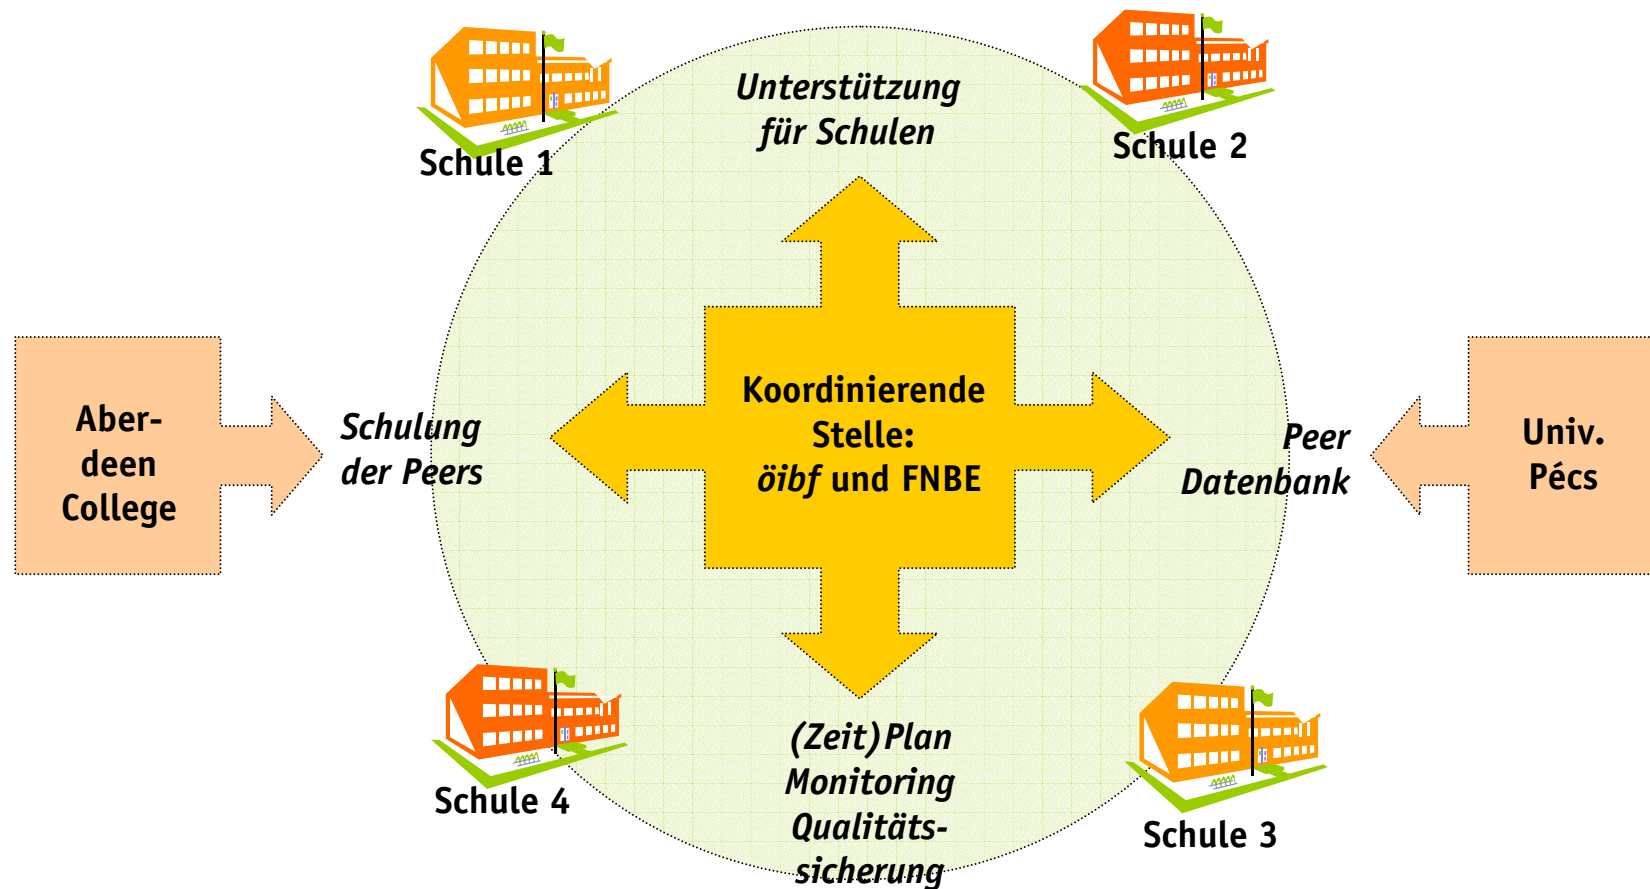 Unterstützung
für Schulen
Schule 1
Schule 2
Aber-
deen
College
Schulung
der Peers
Koordinierende
Stelle:
öibf und FNBE
Peer
Datenbank
Univ.
Pécs
(Zeit)Plan
Monitoring
Qualitäts-
sicherung
Schule 4
Schule 3